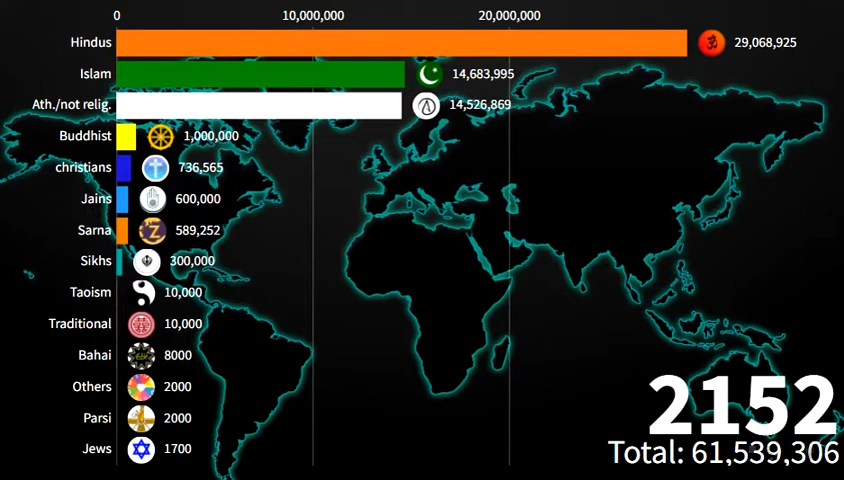 0 10,000,000 20,000,000
Hindus 29,068,925
Islam 14,683,995
Ath./not relig. 14,526,869
Buddhist 1,000,000
christians 736,565
Jains 600,000
Sarna 589,252
Sikhs 300,000
Taoism 10,000
Traditional 10,000
Bahai 8000
Others 2000
Parsi 2000
Jews 1700
2152
Total: 61,539,306